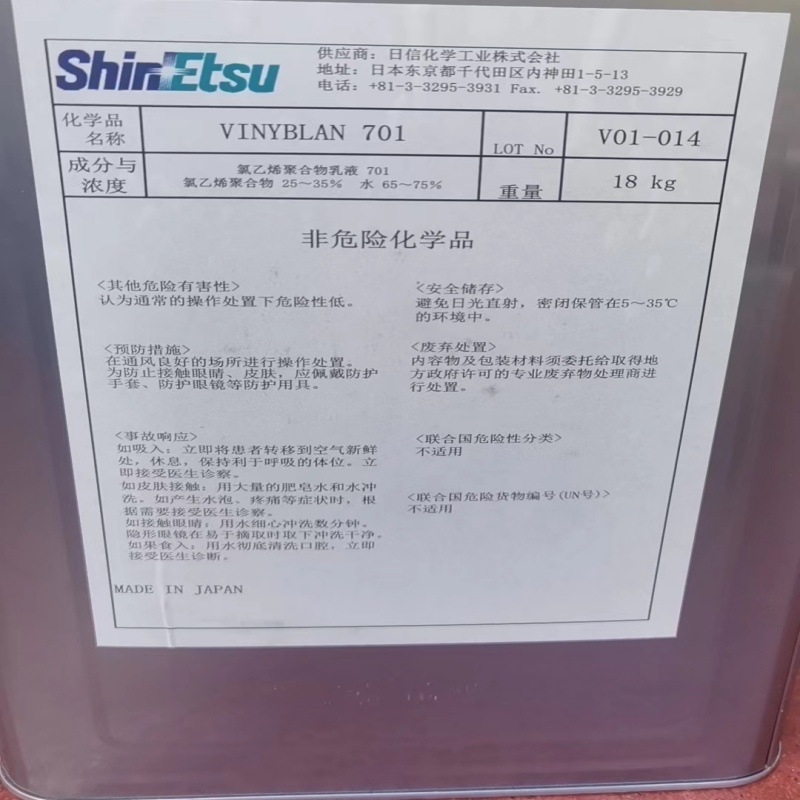 ShinEtsu
供应商：日信化学工业株式会社
地址：日本东京都千代田区内神田1-5-13
电话：+81-3-3295-3931 Fax. +81-3-3295-3929
化学品
名称
VINYBLAN 701
LOT No
V01-014
成分与
浓度
氯乙烯聚合物乳液 701
氯乙烯聚合物 25～35% 水 65～75%
重量
18 kg
非危险化学品
<其他危险有害性>
认为通常的操作处置下危险性低。
<预防措施>
在通风良好的场所进行操作处置。
为防止接触眼睛、皮肤，应佩戴防护
手套、防护眼镜等防护用具。
<事故响应>
如吸入：立即将患者转移到空气新鲜
处，休息，保持利于呼吸的体位。立
即接受医生诊察。
如皮肤接触：用大量的肥皂水和水冲
洗。如产生水泡、疼痛等症状时，根
据需要接受医生诊察。
如接触眼睛：用水细心冲洗数分钟。
隐形眼镜在易于摘取时取下冲洗干净。
如果食入：用水彻底清洗口腔，立即
接受医生诊断。
<安全储存>
避免日光直射，密闭保管在5～35℃
的环境中。
<废弃处置>
内容物及包装材料须委托给取得地
方政府许可的专业废弃物处理商进
行处置。
<联合国危险性分类>
不适用
<联合国危险货物编号(UN号)>
不适用
MADE IN JAPAN